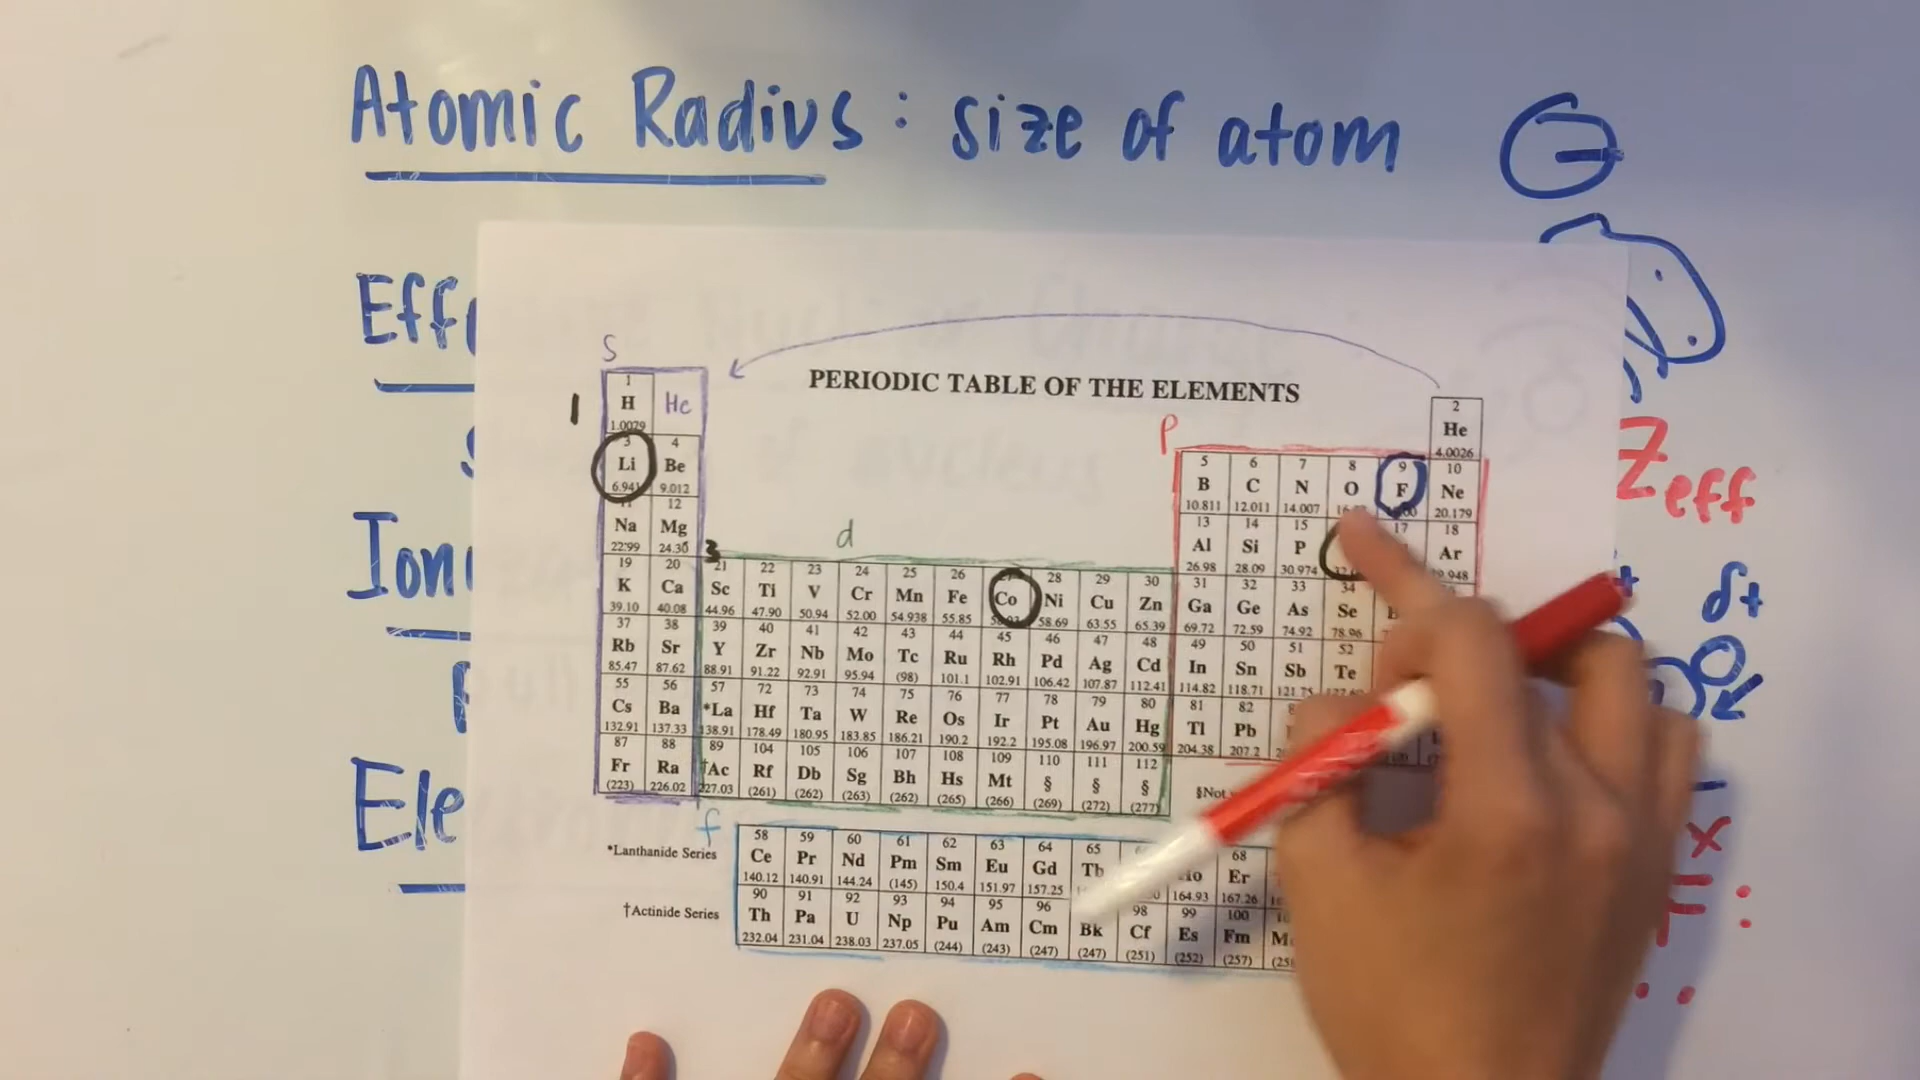 Atomic Radius : size of atom
Eff
Zeff
Ioni
δ+
Ele
PERIODIC TABLE OF THE ELEMENTS
S
1
P
d
3
f
1 H 1.0079 He 2 He 4.0026
3 Li 6.941 4 Be 9.012 5 B 10.811 6 C 12.011 7 N 14.007 8 O 9 F 10 Ne 20.179
11 Na 22.99 12 Mg 24.30 13 Al 26.98 14 Si 28.09 15 P 30.974 17 18 Ar
19 K 39.10 20 Ca 40.08 21 Sc 44.96 22 Ti 47.90 23 V 50.94 24 Cr 52.00 25 Mn 54.938 26 Fe 55.85 27 Co 28 Ni 58.69 29 Cu 63.55 30 Zn 65.39 31 Ga 69.72 32 Ge 72.59 33 As 74.92 34 Se 78.96
37 Rb 85.47 38 Sr 87.62 39 Y 88.91 40 Zr 91.22 41 Nb 92.91 42 Mo 95.94 43 Tc (98) 44 Ru 101.1 45 Rh 102.91 46 Pd 106.42 47 Ag 107.87 48 Cd 112.41 49 In 114.82 50 Sn 118.71 51 Sb 121.75 52 Te
55 Cs 132.91 56 Ba 137.33 57 *La 138.91 72 Hf 178.49 73 Ta 180.95 74 W 183.85 75 Re 186.21 76 Os 190.2 77 Ir 192.2 78 Pt 195.08 79 Au 196.97 80 Hg 200.59 81 Tl 204.38 82 Pb 207.2
87 Fr (223) 88 Ra 226.02 89 †Ac 227.03 104 Rf (261) 105 Db (262) 106 Sg (263) 107 Bh (262) 108 Hs (265) 109 Mt (266) 110 § (269) 111 § (272) 112 § (277)
§Not
*Lanthanide Series 58 Ce 140.12 59 Pr 140.91 60 Nd 144.24 61 Pm (145) 62 Sm 150.4 63 Eu 151.97 64 Gd 157.25 65 Tb 164.93 68 Er 167.26
†Actinide Series 90 Th 232.04 91 Pa 231.04 92 U 238.03 93 Np 237.05 94 Pu (244) 95 Am (243) 96 Cm (247) Bk (247) 98 Cf (251) 99 Es (252) 100 Fm (257)